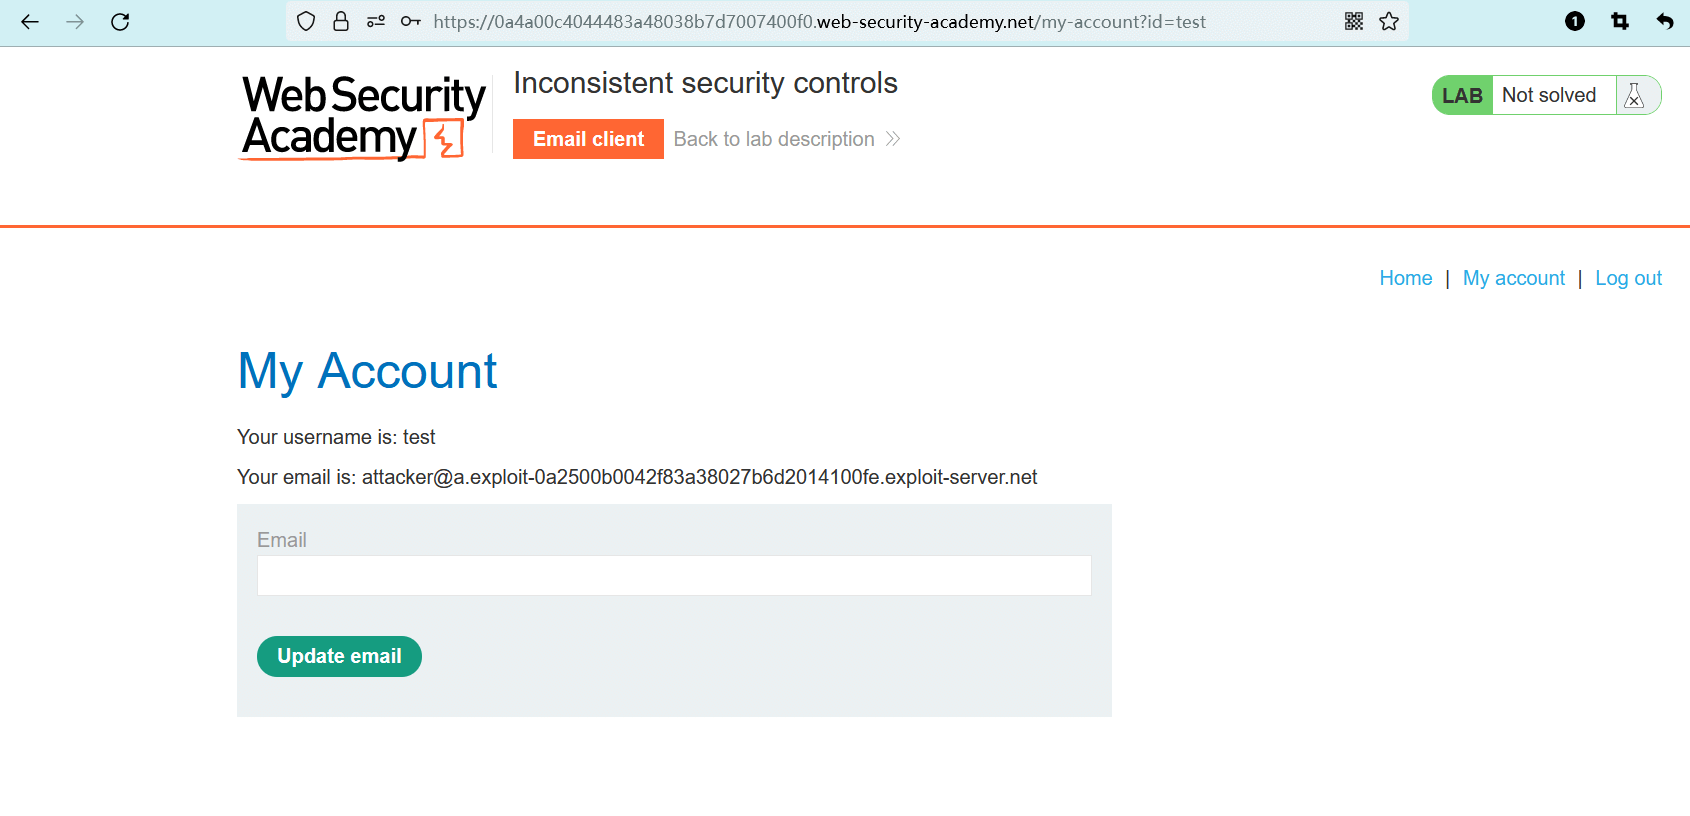 https://0a4a00c4044483a48038b7d7007400f0.web-security-academy.net/my-account?id=test
1
Web Security
Academy
Inconsistent security controls
Email client
Back to lab description
LAB
Not solved
Home | My account | Log out
My Account
Your username is: test
Your email is: attacker@a.exploit-0a2500b0042f83a38027b6d2014100fe.exploit-server.net
Email
Update email